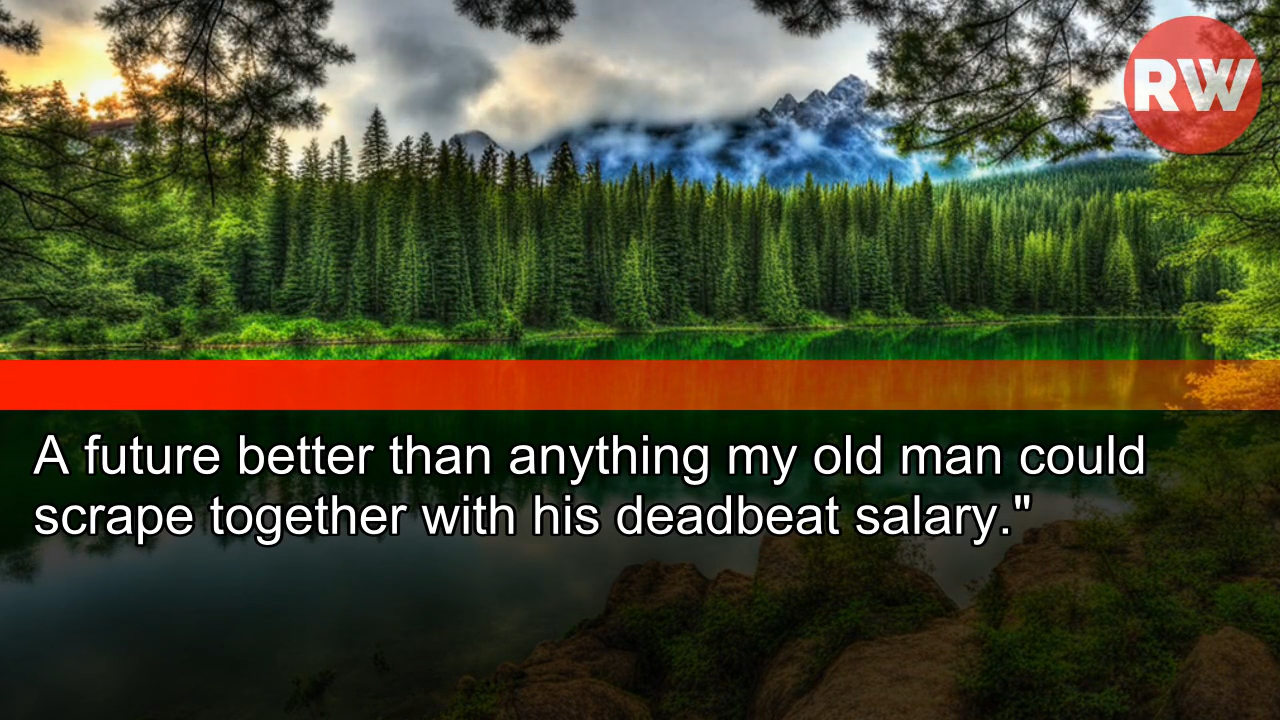 RW
A future better than anything my old man could
scrape together with his deadbeat salary."